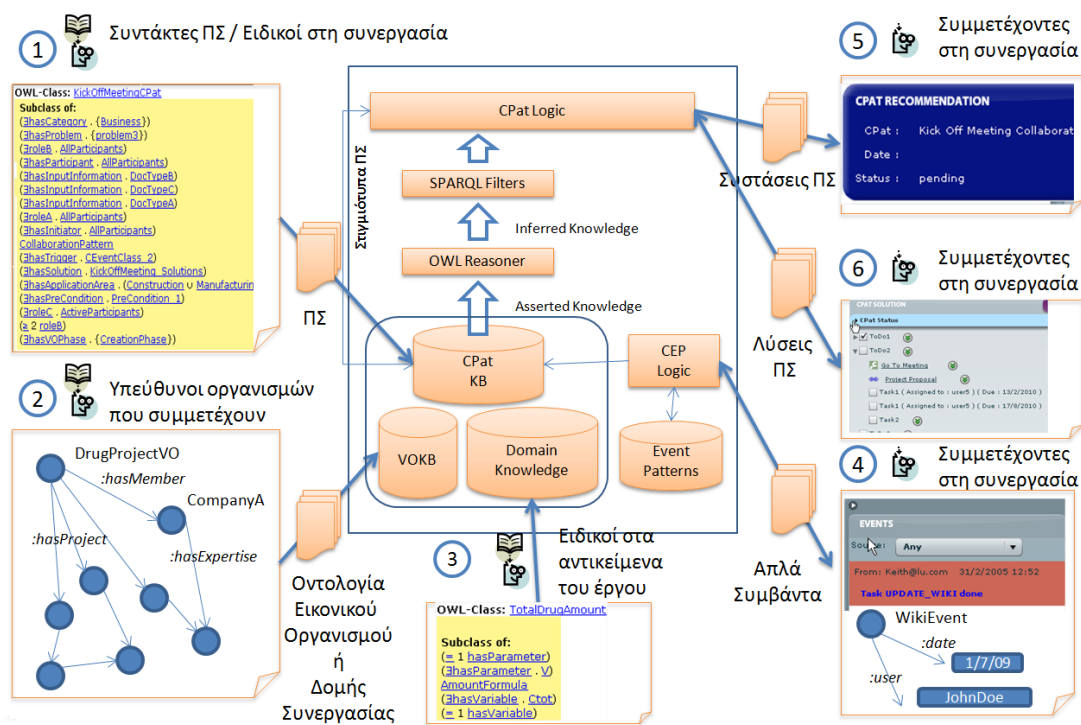 1
Συντάκτες ΠΣ / Ειδικοί στη συνεργασία
OWL-Class: KickOffMeetingCPat
Subclass of:
(∃hasCategory . {Business})
(∃hasProblem . {problem3})
(∃roleB . AllParticipants)
(∃hasParticipant . AllParticipants)
(∃hasInputInformation . DocTypeB)
(∃hasInputInformation . DocTypeC)
(∃hasInputInformation . DocTypeA)
(∃roleA . AllParticipants)
(∃hasInitiator . AllParticipants)
CollaborationPattern
(∃hasTrigger . CEventClass_2)
(∃hasSolution . KickOffMeeting_Solutions)
(∃hasApplicationArea . (Construction ∪ Manufacturin
(∃hasPreCondition . PreCondition_1)
(∃roleC . ActiveParticipants)
(≥ 2 roleB)
(∃hasVOPhase . {CreationPhase})
2
Υπεύθυνοι οργανισμών
που συμμετέχουν
DrugProjectVO
:hasMember
CompanyA
:hasProject
:hasExpertise
ΠΣ
Οντολογία
Εικονικού
Οργανισμού
ή
Δομής
Συνεργασίας
Στιγμιότυπα ΠΣ
CPat Logic
SPARQL Filters
Inferred Knowledge
OWL Reasoner
Asserted Knowledge
CPat
KB
CEP
Logic
VOKB
Domain
Knowledge
Event
Patterns
3
Ειδικοί στα
αντικείμενα
του έργου
OWL-Class: TotalDrugAmount
Subclass of:
(= 1 hasParameter)
(∃hasParameter . V)
AmountFormula
(∃hasVariable . Ctot)
(= 1 hasVariable)
Συστάσεις ΠΣ
Λύσεις
ΠΣ
Απλά
Συμβάντα
5
Συμμετέχοντες
στη συνεργασία
CPAT RECOMMENDATION
CPat : Kick Off Meeting Collaborat
Date :
Status : pending
6
Συμμετέχοντες
στη συνεργασία
CPAT SOLUTION
CPat Status
ToDo1
ToDo2
Go To Meeting
Project Proposal
Task1 ( Assigned to : user5 ) ( Due : 13/2/2010 )
Task1 ( Assigned to : user5 ) ( Due : 17/8/2010 )
Task2
4
Συμμετέχοντες
στη συνεργασία
EVENTS
Source: Any
From: Keith@lu.com 31/2/2005 12:52
Task UPDATE_WIKI done
WikiEvent
:date
1/7/09
:user
JohnDoe